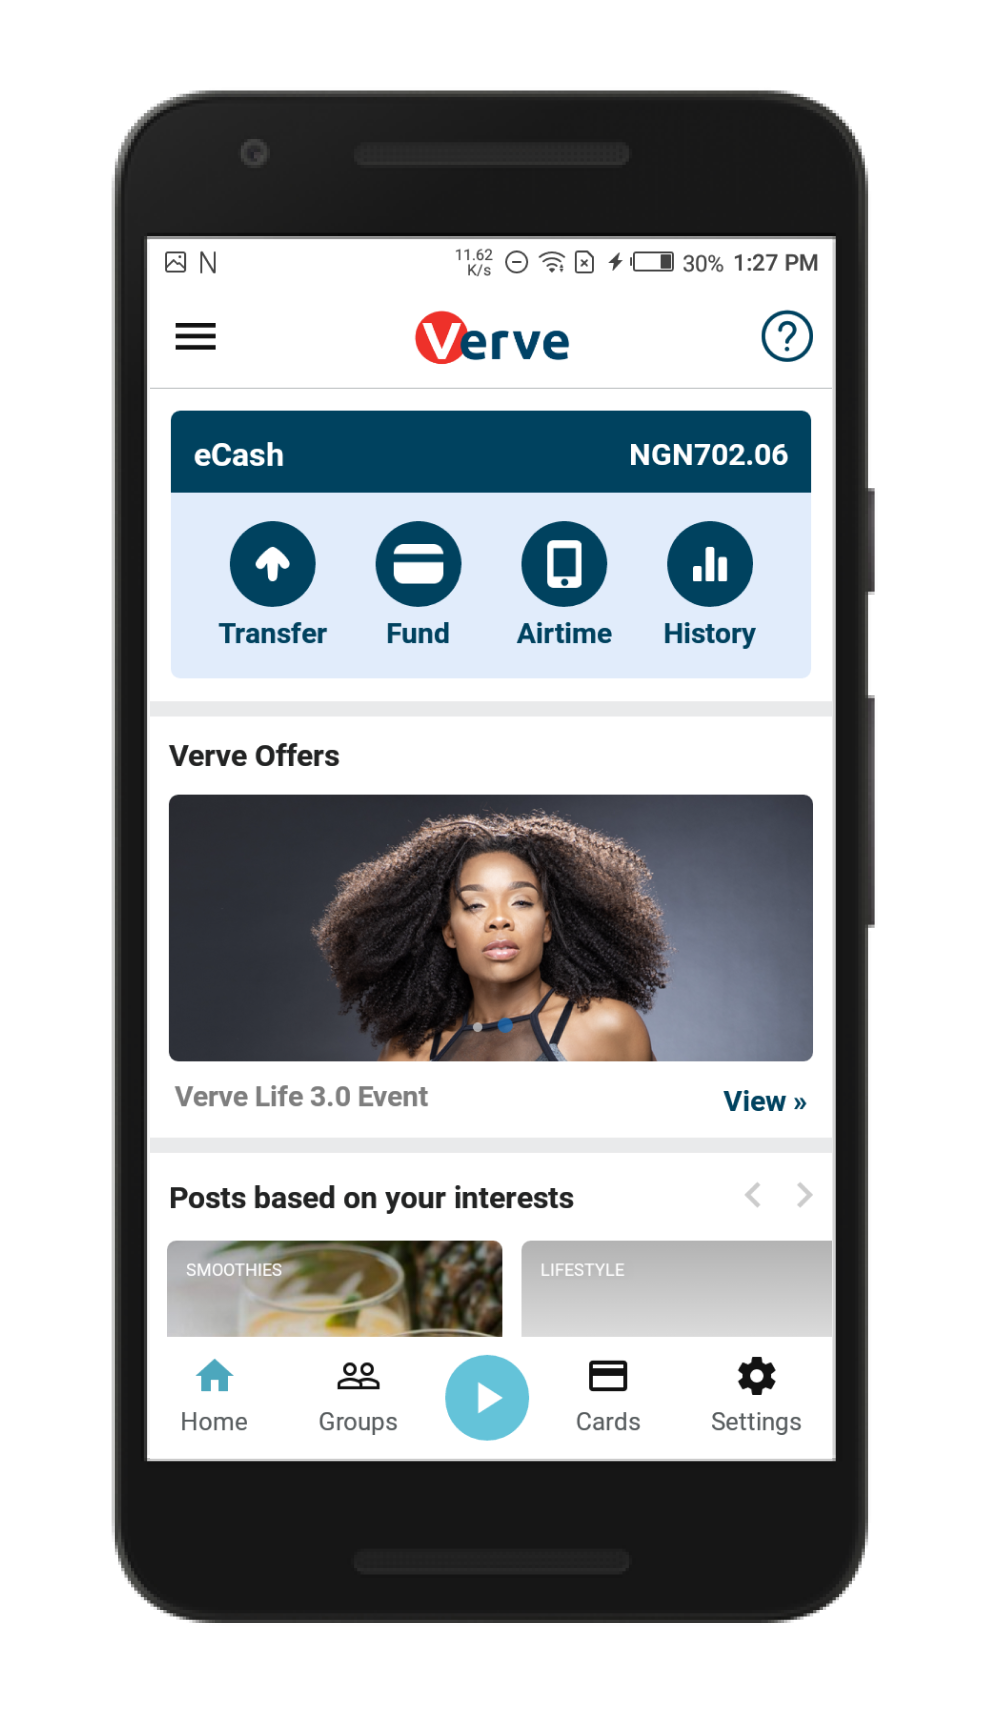 N 11.62 K/s 30% 1:27 PM
Verve
eCash NGN702.06
Transfer Fund Airtime History
Verve Offers
Verve Life 3.0 Event View »
Posts based on your interests
SMOOTHIES LIFESTYLE
Home Groups Cards Settings